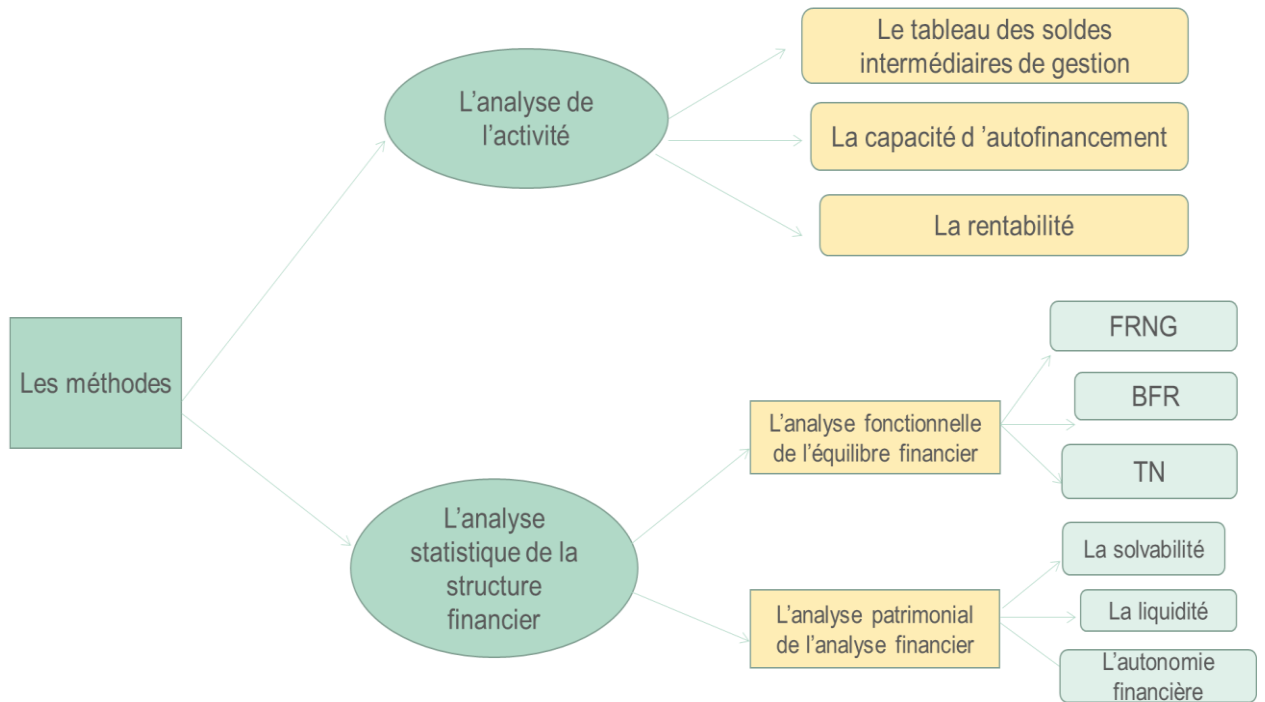 Le tableau des soldes
intermédiaires de gestion
L'analyse de
l'activité
La capacité d 'autofinancement
La rentabilité
Les méthodes
FRNG
L'analyse fonctionnelle
de l'équilibre financier
BFR
TN
L'analyse
statistique de la
structure
financier
La solvabilité
L'analyse patrimonial
de l'analyse financier
La liquidité
L'autonomie
financière